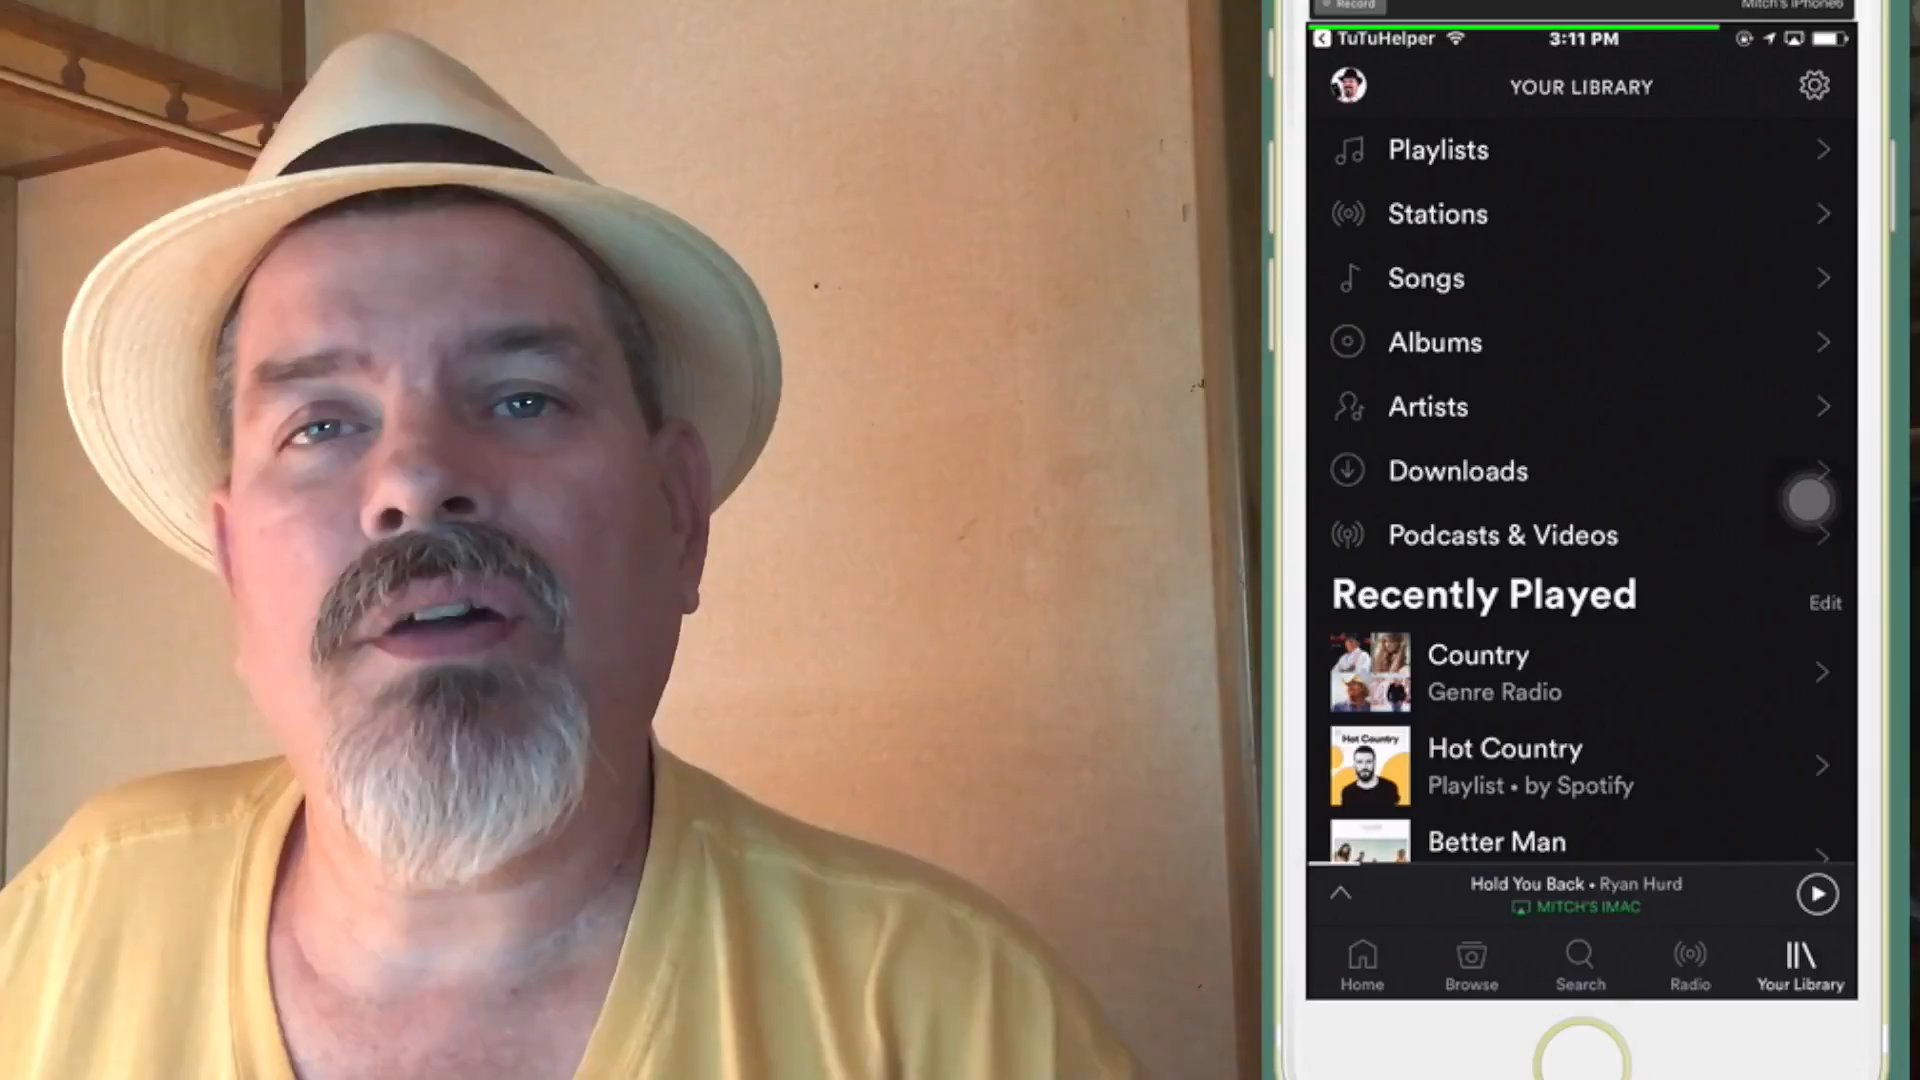 Record
Mitch's iPhone6
TuTuHelper
3:11 PM
YOUR LIBRARY
Playlists
Stations
Songs
Albums
Artists
Downloads
Podcasts & Videos
Recently Played
Edit
Country
Genre Radio
Hot Country
Hot Country
Playlist • by Spotify
Better Man
Hold You Back • Ryan Hurd
MITCH'S IMAC
Home
Browse
Search
Radio
Your Library